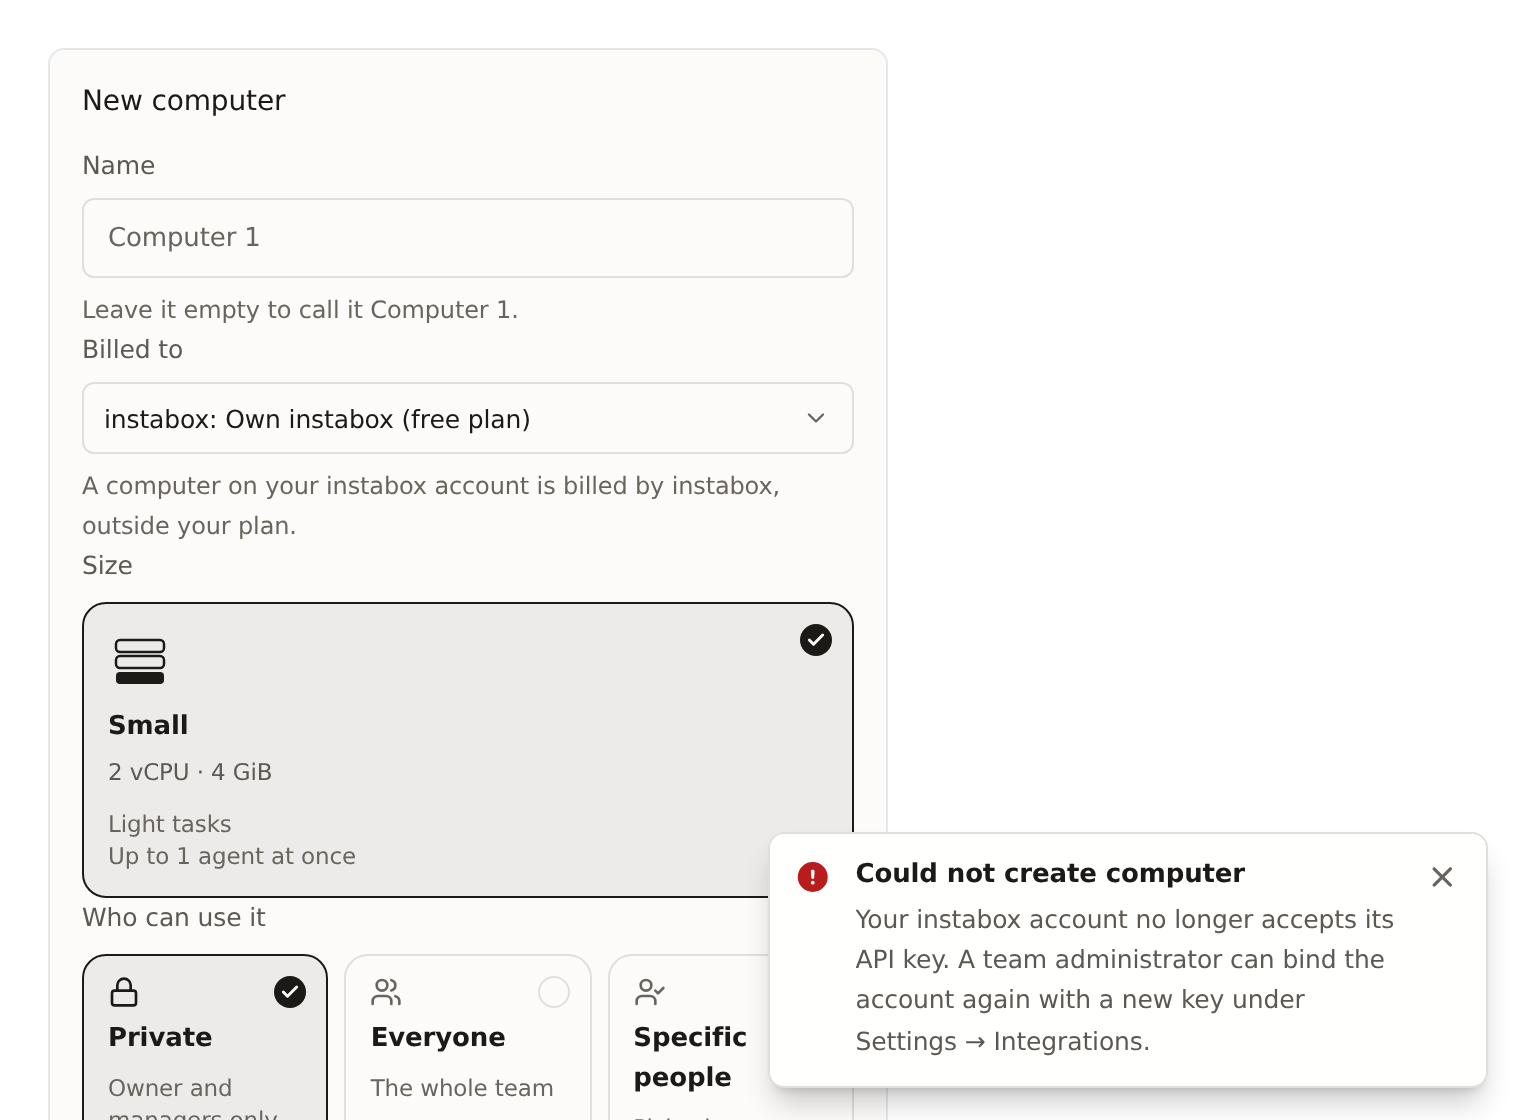 New computer
Name
Computer 1
Leave it empty to call it Computer 1.
Billed to
instabox: Own instabox (free plan)
A computer on your instabox account is billed by instabox,
outside your plan.
Size
Small
2 vCPU · 4 GiB
Light tasks
Up to 1 agent at once
Who can use it
Private
Owner and
managers only
Everyone
The whole team
Specific
people
Could not create computer
Your instabox account no longer accepts its
API key. A team administrator can bind the
account again with a new key under
Settings → Integrations.